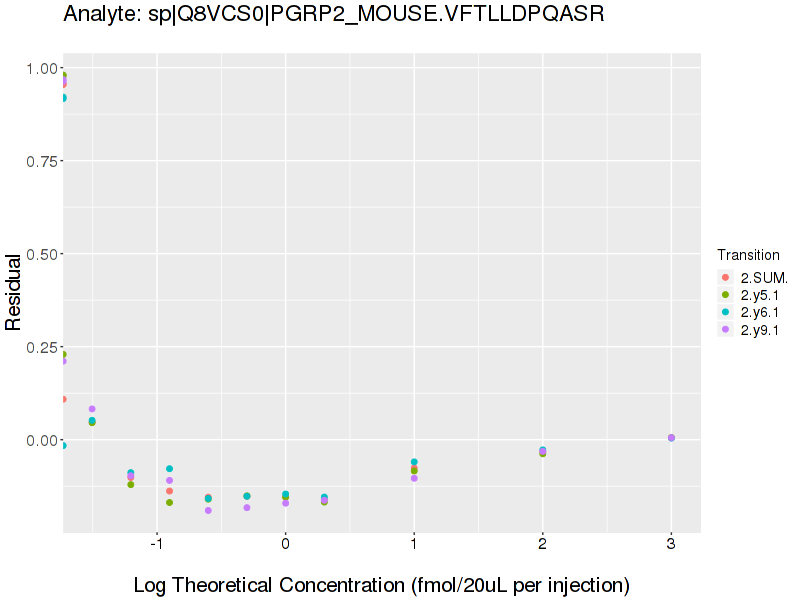 Analyte: sp|Q8VCS0|PGRP2_MOUSE.VFTLLDPQASR
1.00
0.75
0.50
0.25
0.00
Residual
-1
0
1
2
3
Log Theoretical Concentration (fmol/20uL per injection)
Transition
2.SUM.
2.y5.1
2.y6.1
2.y9.1